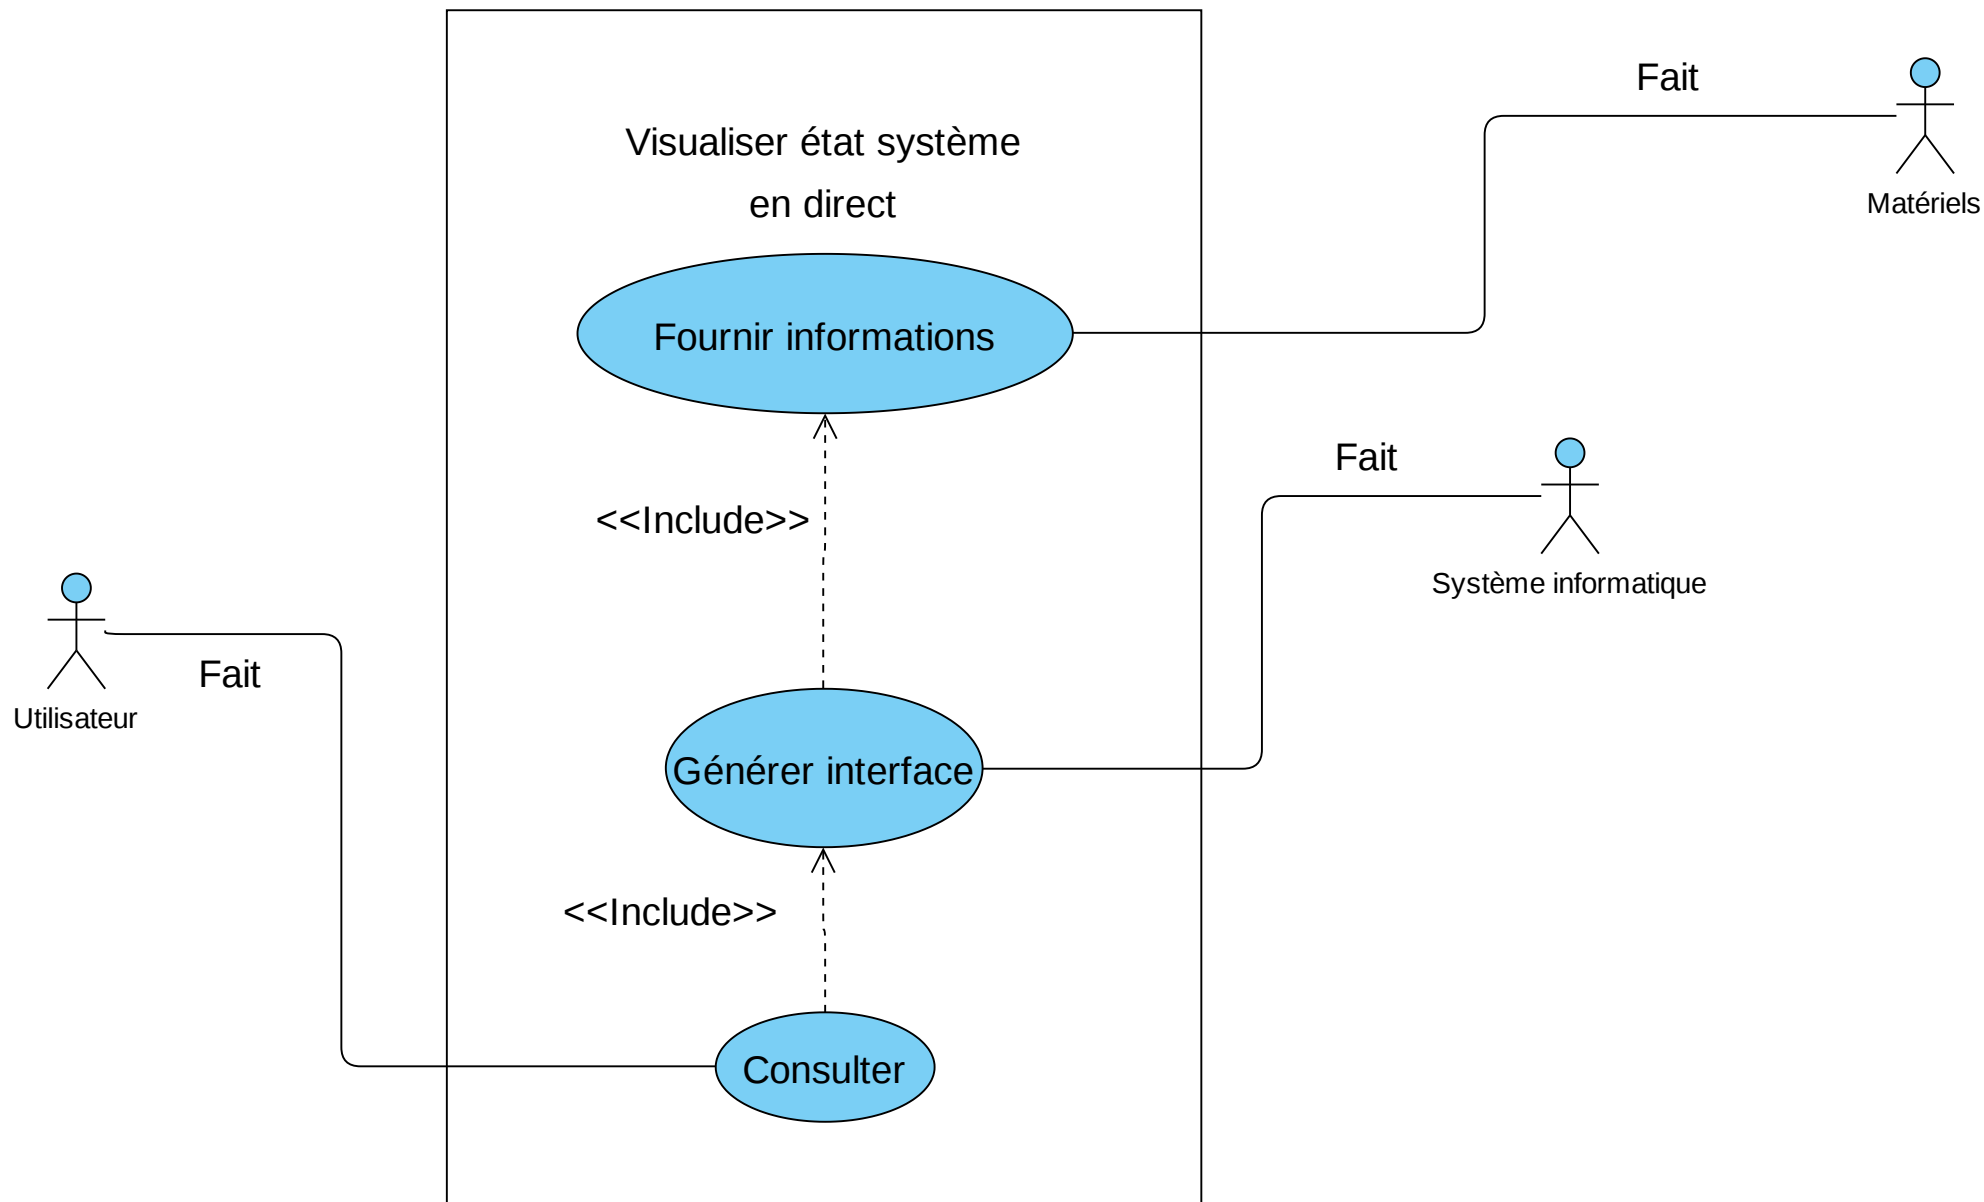 Fait
Visualiser état système
en direct
Matériels
Fournir informations
Fait
<<Include>>
Système informatique
Fait
Utilisateur
Générer interface
<<Include>>
Consulter